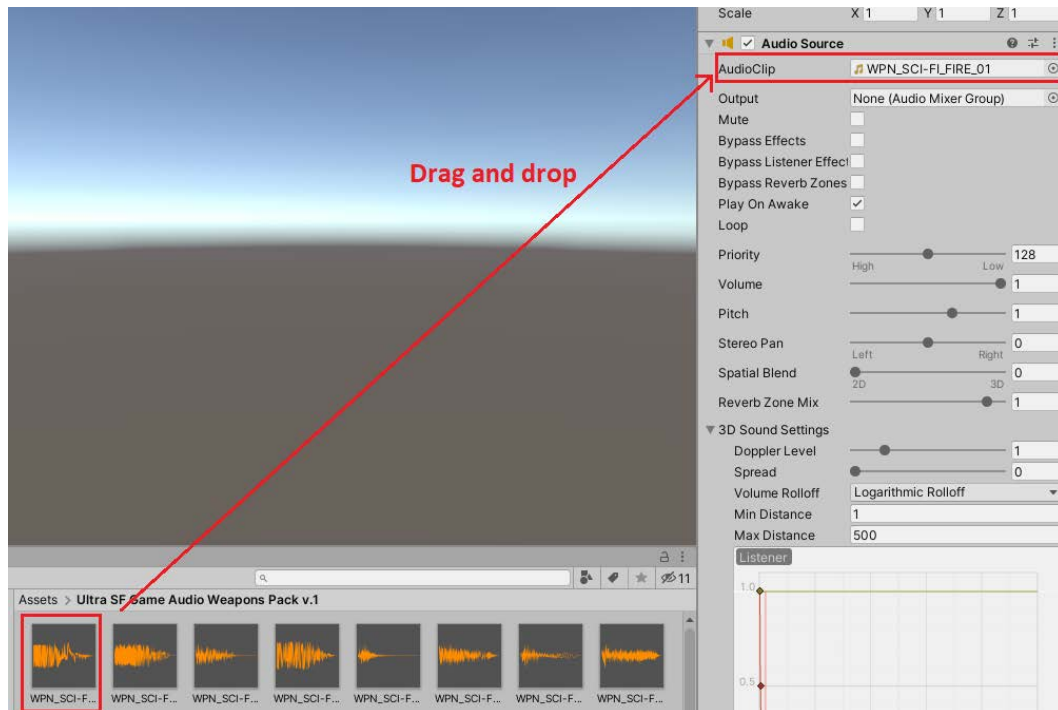 Scale X 1 Y 1 Z 1
Audio Source
AudioClip WPN_SCI-FI_FIRE_01
Output None (Audio Mixer Group)
Mute
Bypass Effects
Bypass Listener Effect
Bypass Reverb Zones
Play On Awake
Loop
Priority 128
High Low
Volume 1
Pitch 1
Stereo Pan 0
Left Right
Spatial Blend 0
2D 3D
Reverb Zone Mix 1
3D Sound Settings
Doppler Level 1
Spread 0
Volume Rolloff Logarithmic Rolloff
Min Distance 1
Max Distance 500
Listener
1.0
0.5
Drag and drop
11
Assets > Ultra SF Game Audio Weapons Pack v.1
WPN_SCI-F... WPN_SCI-F... WPN_SCI-F... WPN_SCI-F... WPN_SCI-F... WPN_SCI-F... WPN_SCI-F... WPN_SCI-F...